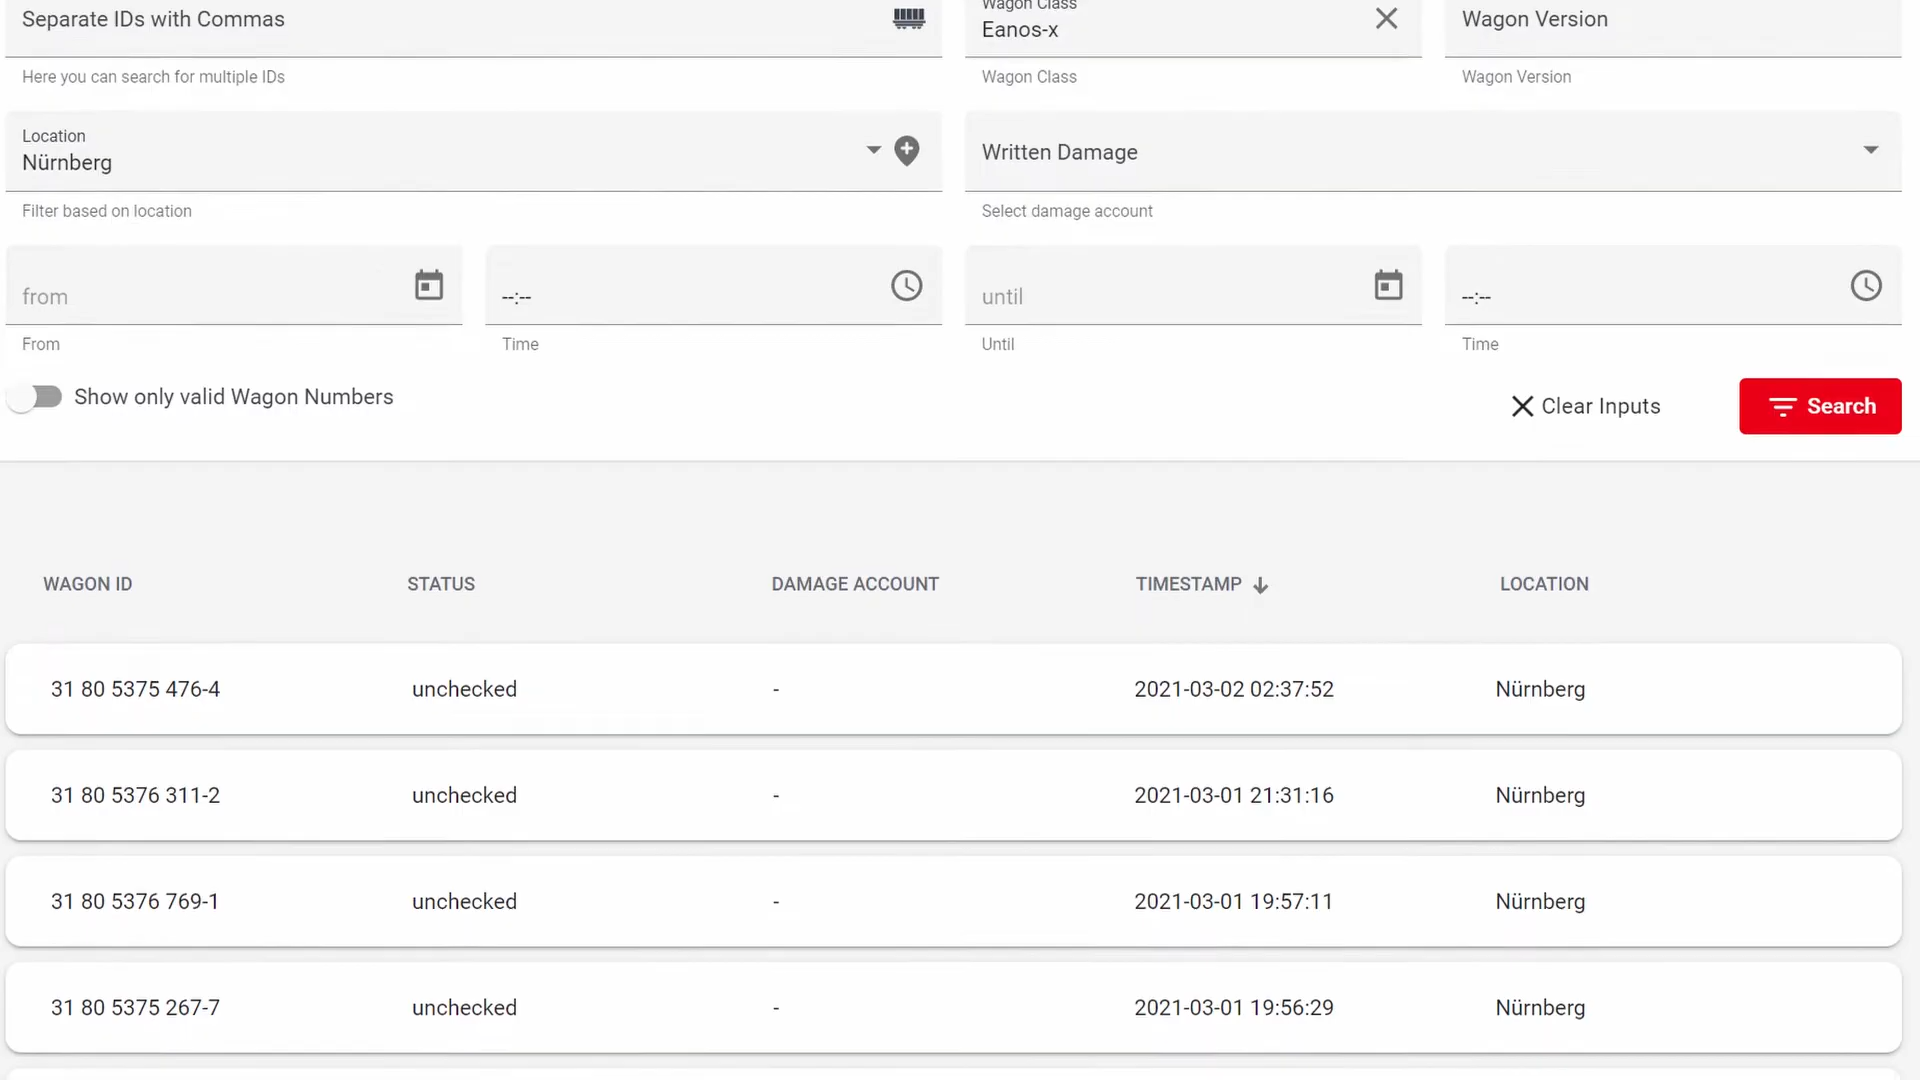 Wagon Class
Separate IDs with Commas
Eanos-x
Wagon Version
Here you can search for multiple IDs
Wagon Class
Wagon Version
Location
Nürnberg
Written Damage
Filter based on location
Select damage account
from
--:--
until
--:--
From
Time
Until
Time
Show only valid Wagon Numbers
Clear Inputs
Search
WAGON ID
STATUS
DAMAGE ACCOUNT
TIMESTAMP
LOCATION
31 80 5375 476-4
unchecked
-
2021-03-02 02:37:52
Nürnberg
31 80 5376 311-2
unchecked
-
2021-03-01 21:31:16
Nürnberg
31 80 5376 769-1
unchecked
-
2021-03-01 19:57:11
Nürnberg
31 80 5375 267-7
unchecked
-
2021-03-01 19:56:29
Nürnberg